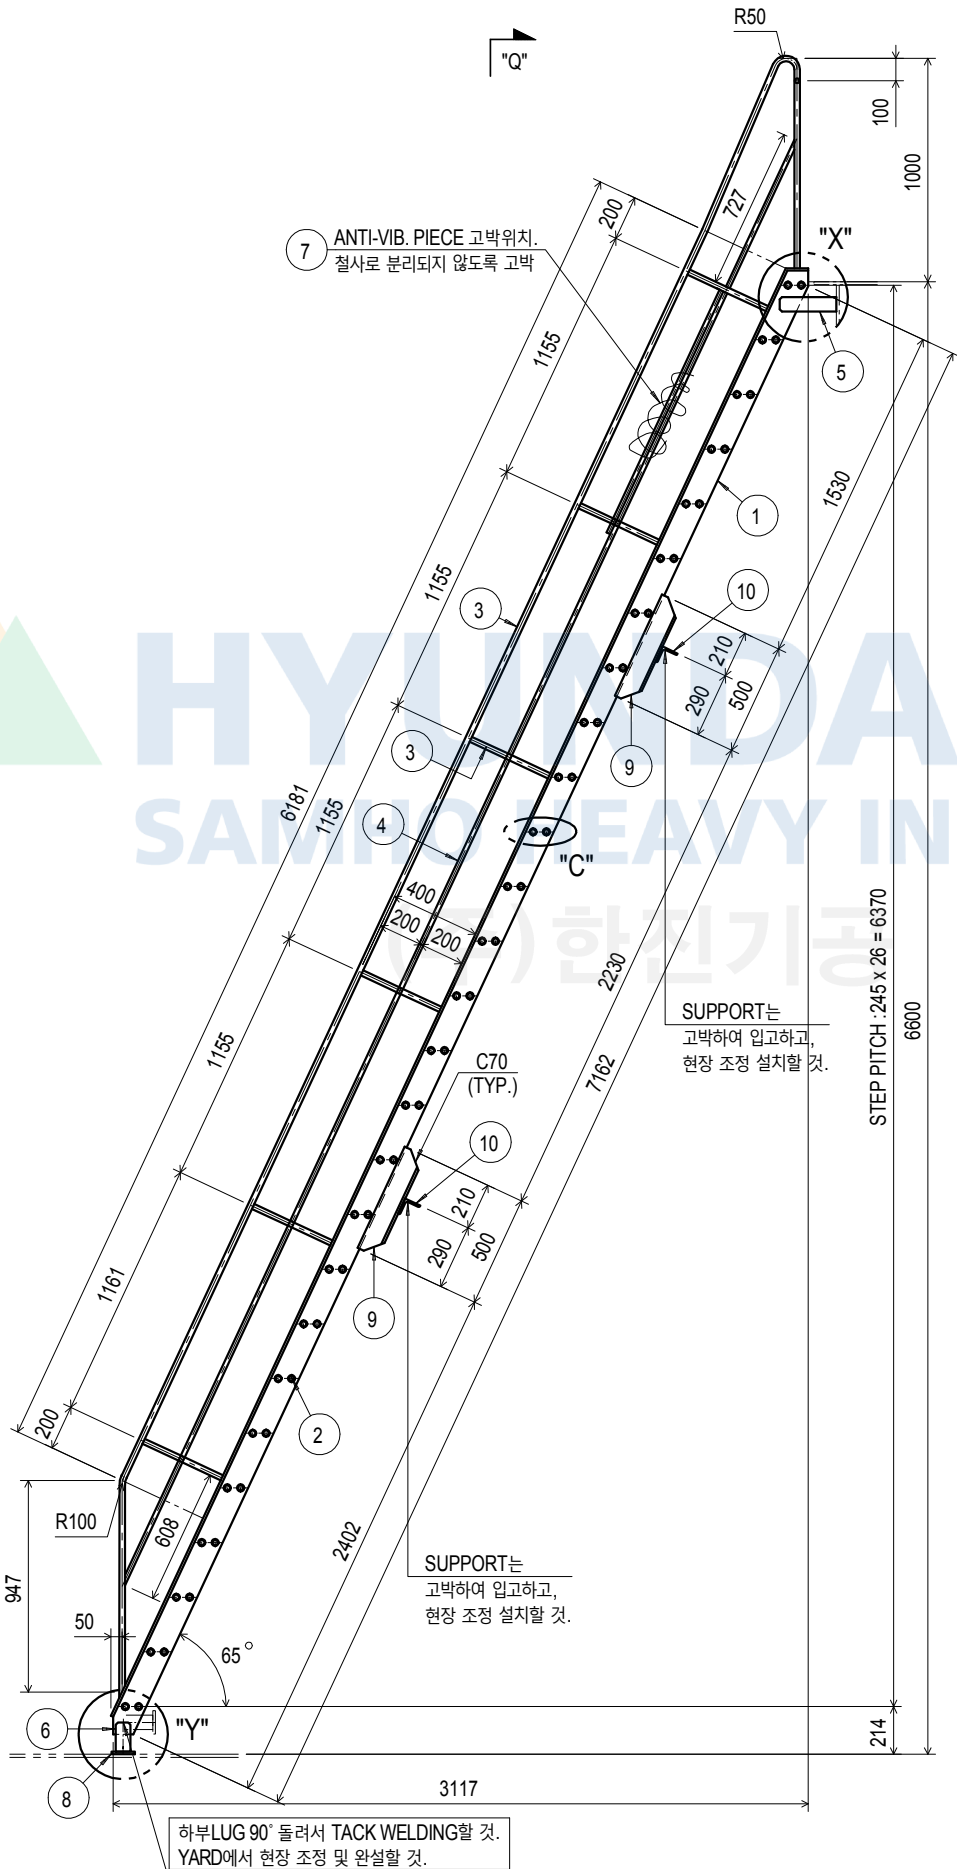 R50
"Q"
100
1000
727
200
7
ANTI-VIB. PIECE 고박위치.
철사로 분리되지 않도록 고박
"X"
5
1155
1530
1
1155
3
10
210
290
500
9
3
HYUNDA
6181
1155
4
SAMHO HEAVY IN
"C"
400
200
200
(주)한진기공
2230
STEP PITCH :245 x 26 = 6370
6600
SUPPORT는
고박하여 입고하고,
현장 조정 설치할 것.
1155
C70
(TYP.)
7162
10
210
290
500
9
1161
2
200
R100
608
2402
947
SUPPORT는
고박하여 입고하고,
현장 조정 설치할 것.
50
65°
6
"Y"
214
8
3117
하부LUG 90° 돌려서 TACK WELDING할 것.
YARD에서 현장 조정 및 완설할 것.